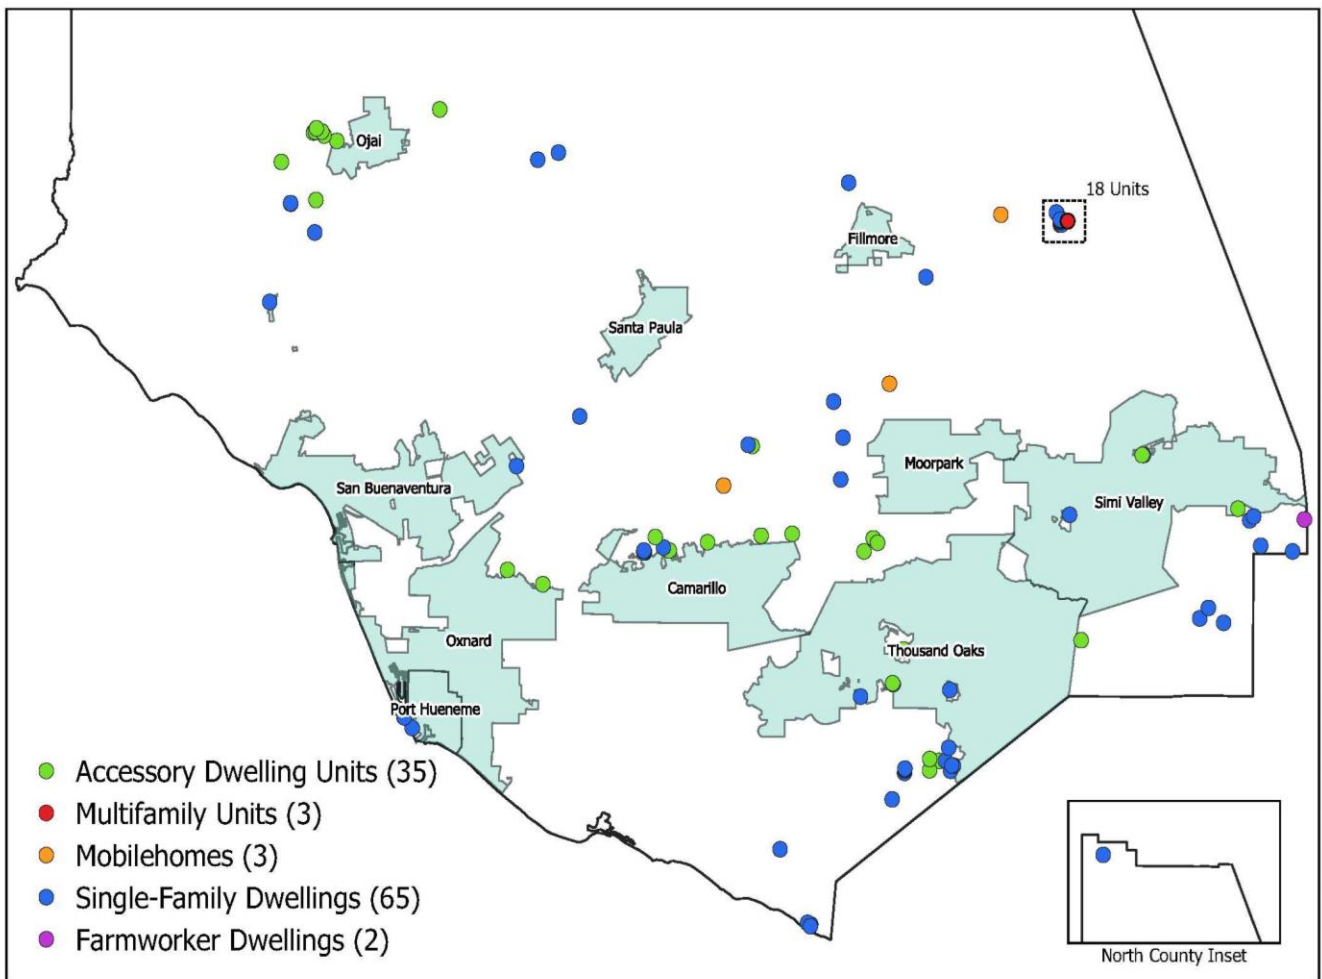 Ojai
18 Units
Fillmore
Santa Paula
Moorpark
San Buenaventura
Simi Valley
Camarillo
Oxnard
Thousand Oaks
Port Hueneme
Accessory Dwelling Units (35)
Multifamily Units (3)
Mobilehomes (3)
Single-Family Dwellings (65)
Farmworker Dwellings (2)
North County Inset